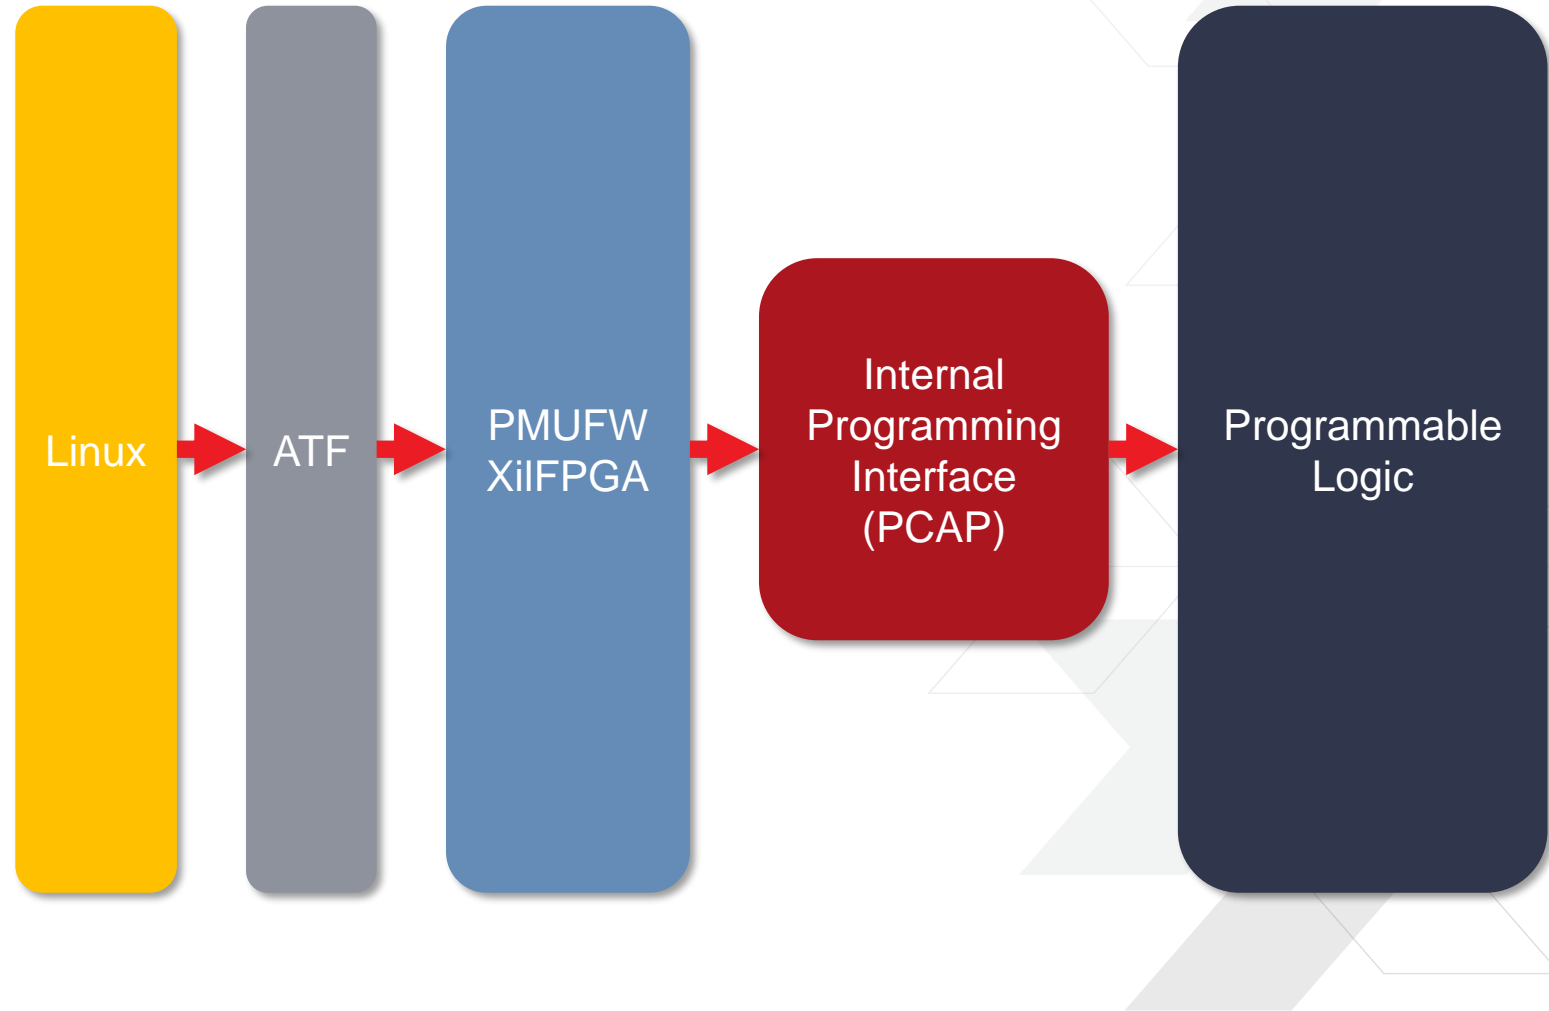 Linux
ATF
PMUFW
XilFPGA
Internal
Programming
Interface
(PCAP)
Programmable
Logic